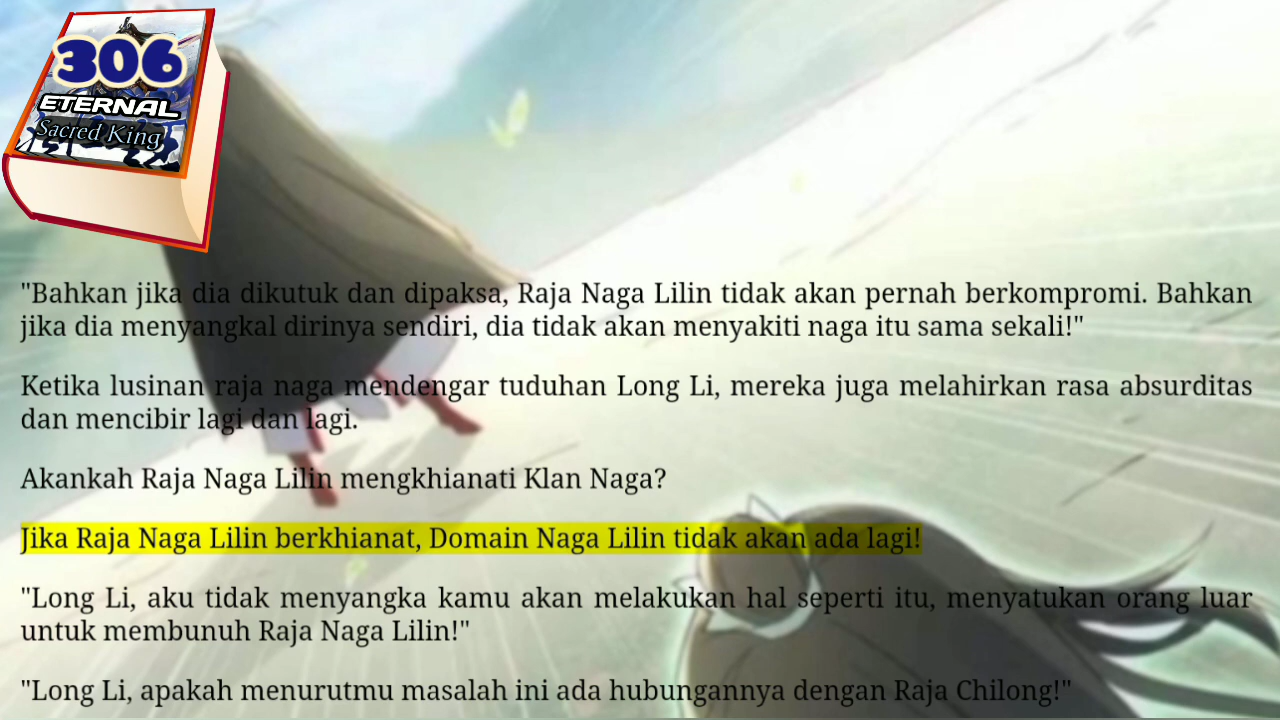 306
ETERNAL
Sacred King
"Bahkan jika dia dikutuk dan dipaksa, Raja Naga Lilin tidak akan pernah berkompromi. Bahkan
jika dia menyangkal dirinya sendiri, dia tidak akan menyakiti naga itu sama sekali!"
Ketika lusinan raja naga mendengar tuduhan Long Li, mereka juga melahirkan rasa absurditas
dan mencibir lagi dan lagi.
Akankah Raja Naga Lilin mengkhianati Klan Naga?
Jika Raja Naga Lilin berkhianat, Domain Naga Lilin tidak akan ada lagi!
"Long Li, aku tidak menyangka kamu akan melakukan hal seperti itu, menyatukan orang luar
untuk membunuh Raja Naga Lilin!"
"Long Li, apakah menurutmu masalah ini ada hubungannya dengan Raja Chilong!"